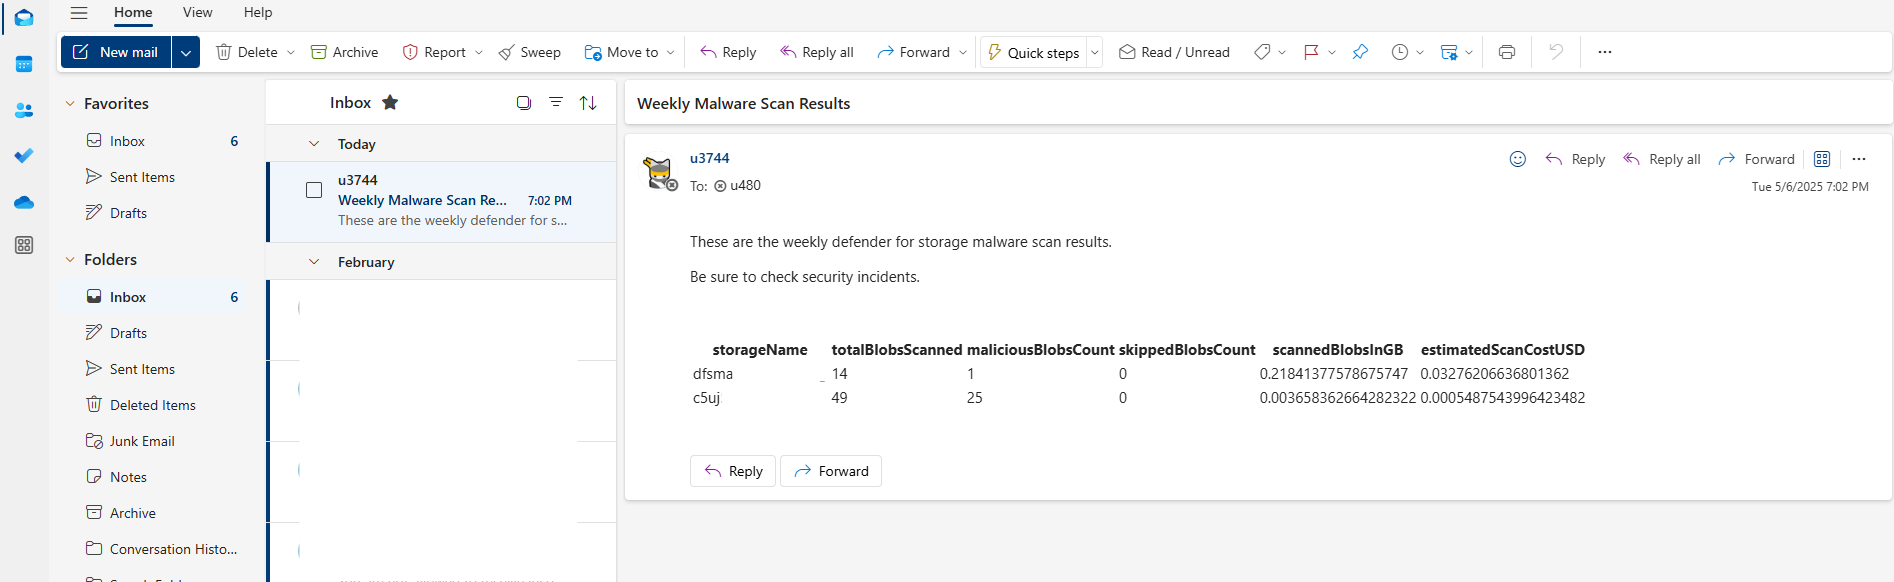 Home View Help
New mail Delete Archive Report Sweep Move to Reply Reply all Forward Quick steps Read / Unread ...
Favorites
Inbox 6
Sent Items
Drafts
Folders
Inbox 6
Drafts
Sent Items
Deleted Items
Junk Email
Notes
Archive
Conversation Histo...
Inbox
Today
u3744
Weekly Malware Scan Re... 7:02 PM
These are the weekly defender for s...
February
Weekly Malware Scan Results
u3744
To: u480
Reply Reply all Forward ...
Tue 5/6/2025 7:02 PM
These are the weekly defender for storage malware scan results.
Be sure to check security incidents.
storageName totalBlobsScanned maliciousBlobsCount skippedBlobsCount scannedBlobsInGB estimatedScanCostUSD
dfsma 14 1 0 0.21841377578675747 0.03276206636801362
c5uj 49 25 0 0.003658362664282322 0.0005487543996423482
Reply Forward